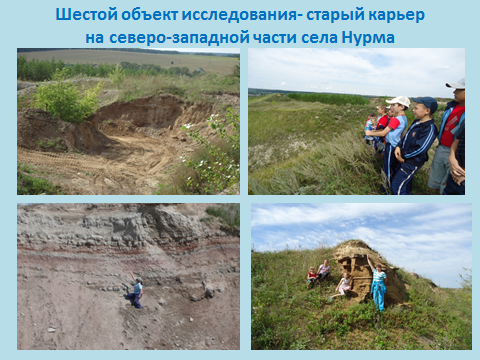 Шестой объект исследования- старый карьер
на северо-западной части села Нурма